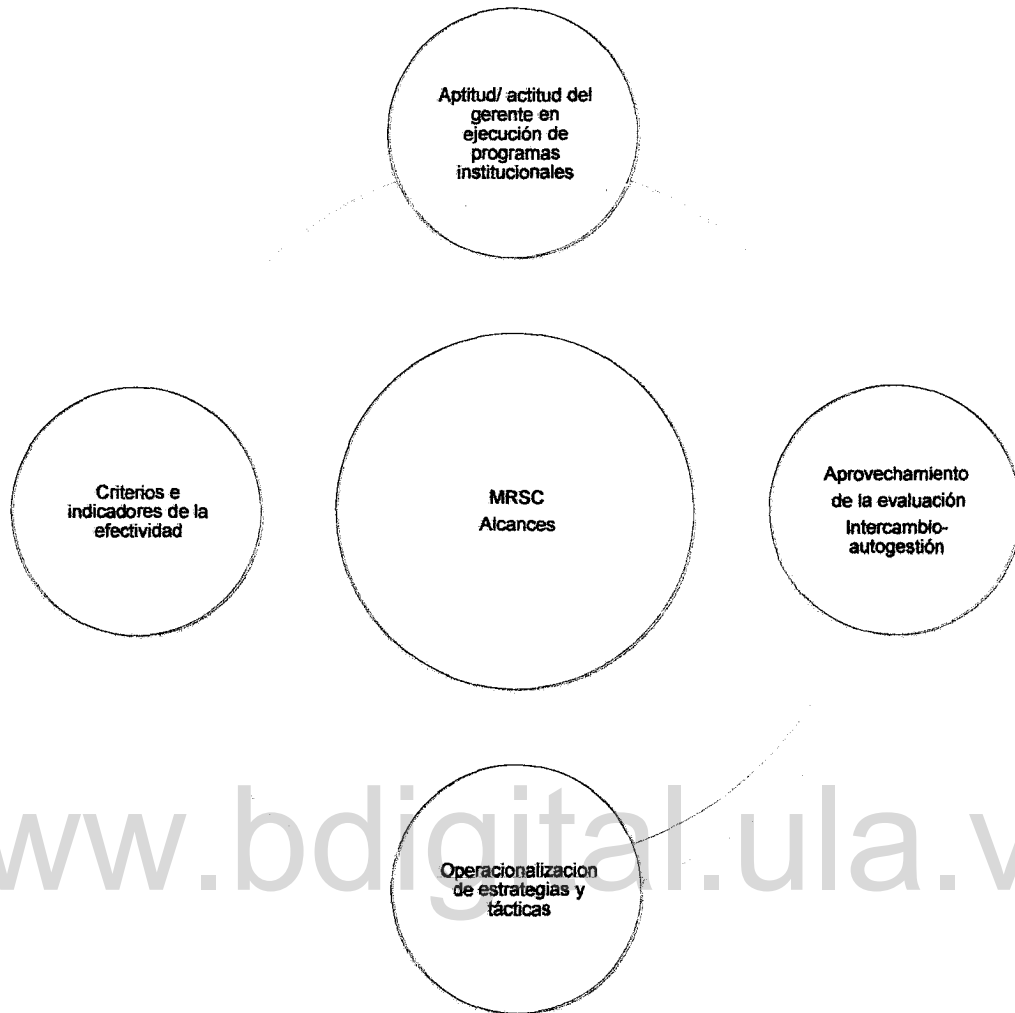 Aptitud/ actitud del
gerente en
ejecución de
programas
institucionales
Criterios e
indicadores de la
efectividad
MRSC
Alcances
Aprovechamiento
de la evaluación
Intercambio-
autogestión
Operacionalizacion
de estrategias y
tácticas
ww.bdigital.ula.v